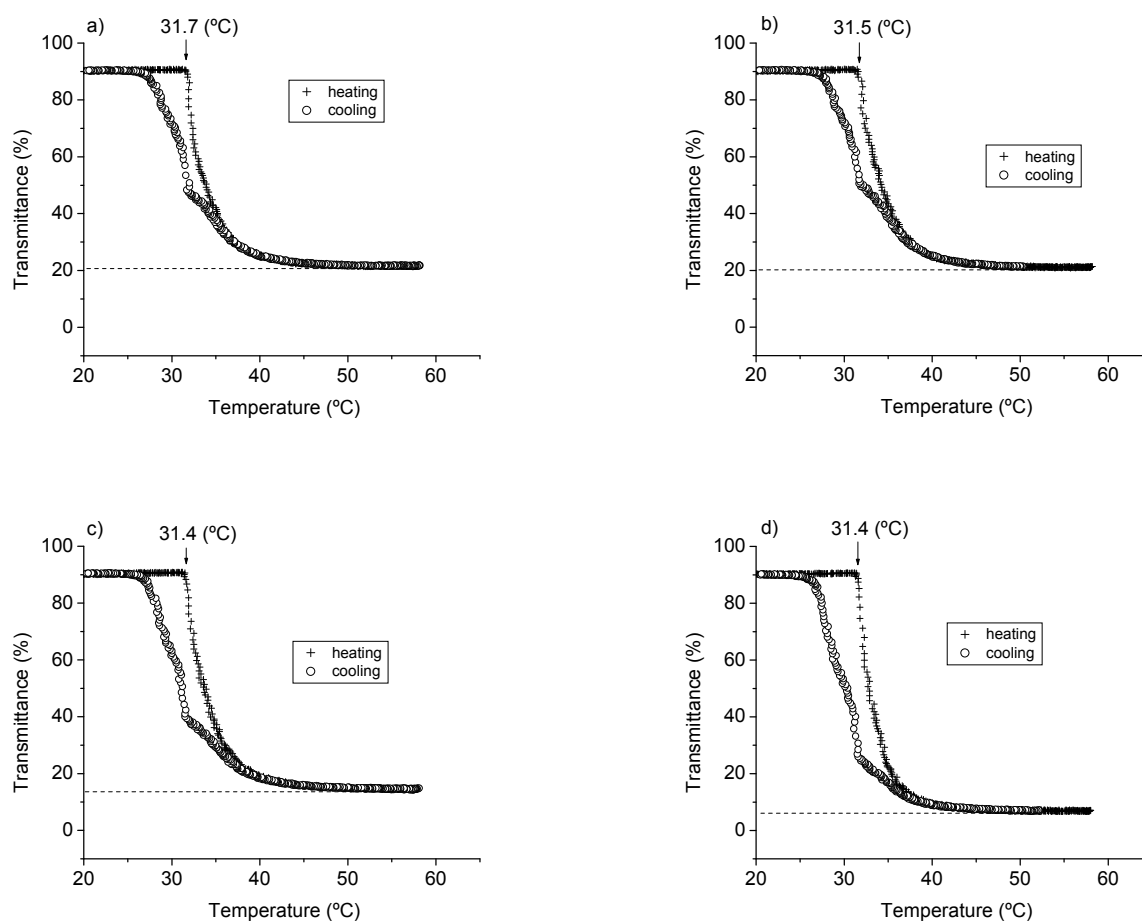 a)
31.7 (ºC)
100
80
60
40
20
0
Transmittance (%)
heating
cooling
20 30 40 50 60
Temperature (ºC)
b)
31.5 (ºC)
100
80
60
40
20
0
Transmittance (%)
heating
cooling
20 30 40 50 60
Temperature (ºC)
c)
31.4 (ºC)
100
80
60
40
20
0
Transmittance (%)
heating
cooling
20 30 40 50 60
Temperature (ºC)
d)
31.4 (ºC)
100
80
60
40
20
0
Transmittance (%)
heating
cooling
20 30 40 50 60
Temperature (ºC)